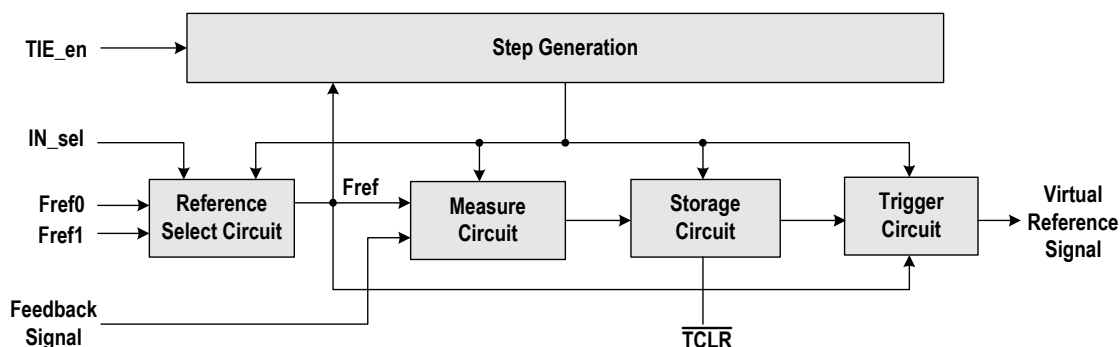 TIE_en
Step Generation
IN_sel
Fref0
Fref1
Reference
Select Circuit
Fref
Measure
Circuit
Storage
Circuit
Trigger
Circuit
Virtual
Reference
Signal
Feedback
Signal
TCLR